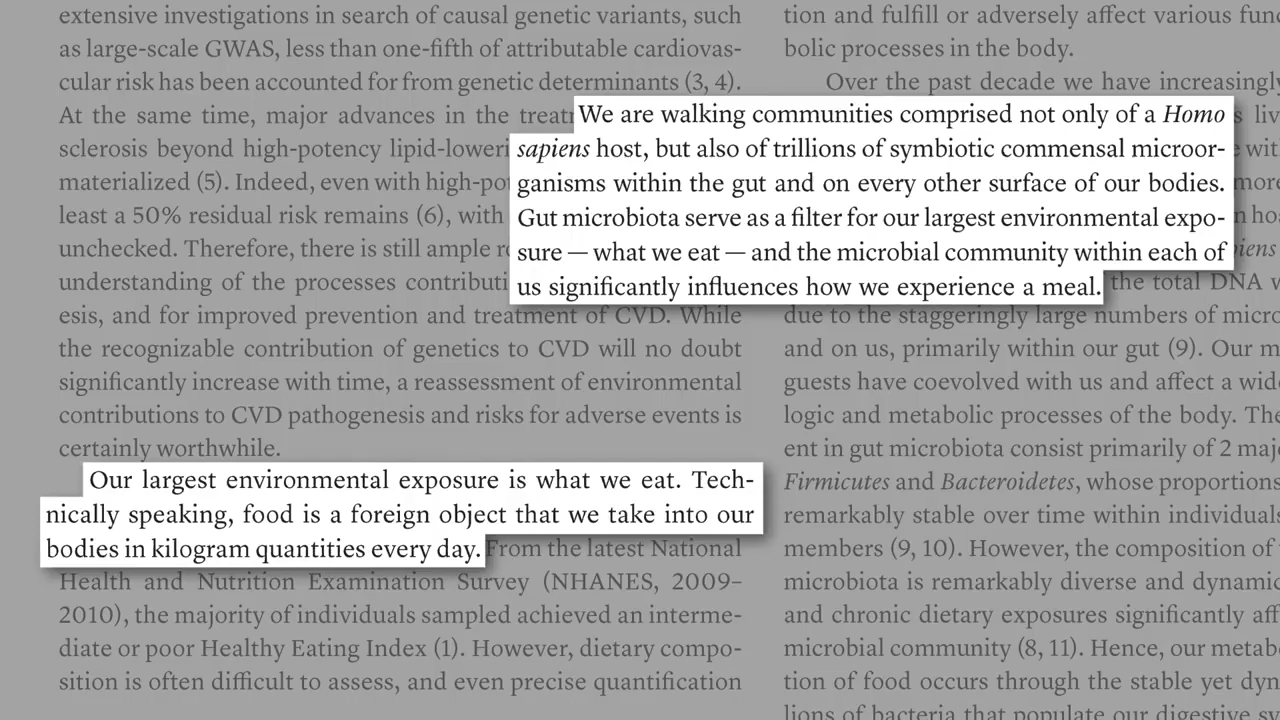 extensive investigations in search of causal genetic variants, such
as large-scale GWAS, less than one-fifth of attributable cardiovas-
cular risk has been accounted for from genetic determinants (3, 4).
At the same time, major advances in the
sclerosis beyond high-potency
materialized (5). Indeed, even with
least a 50% residual risk remains (6), with
unchecked. Therefore, there is still ample
understanding of the processes
esis, and for improved prevention and treatment of CVD. While
the recognizable contribution of genetics to CVD will no doubt
significantly increase with time, a reassessment of environmental
contributions to CVD pathogenesis and risks for adverse events is
certainly worthwhile.
Our largest environmental exposure is what we eat. Tech-
nically speaking, food is a foreign object that we take into our
bodies in kilogram quantities every day. From the latest National
Health and Nutrition Examination Survey (NHANES, 2009–
2010), the majority of individuals sampled achieved an interme-
diate or poor Healthy Eating Index (1). However, dietary compo-
sition is often difficult to assess, and even precise quantification
tion and fulfill or adversely affect various
bolic processes in the body.
Over the past decade we have increasingly
We are walking communities comprised not only of a Homo
sapiens host, but also of trillions of symbiotic commensal microor-
ganisms within the gut and on every other surface of our bodies.
Gut microbiota serve as a filter for our largest environmental expo-
sure — what we eat — and the microbial community within each of
us significantly influences how we experience a meal.
the total DNA
due to the staggeringly large numbers of
and on us, primarily within our gut (9). Our
guests have coevolved with us and affect a
logic and metabolic processes of the body.
ent in gut microbiota consist primarily of 2
Firmicutes and Bacteroidetes, whose proportions
remarkably stable over time within individuals
members (9, 10). However, the composition of
microbiota is remarkably diverse and
and chronic dietary exposures significantly
microbial community (8, 11). Hence, our
tion of food occurs through the stable yet
lions of bacteria that populate our digestive